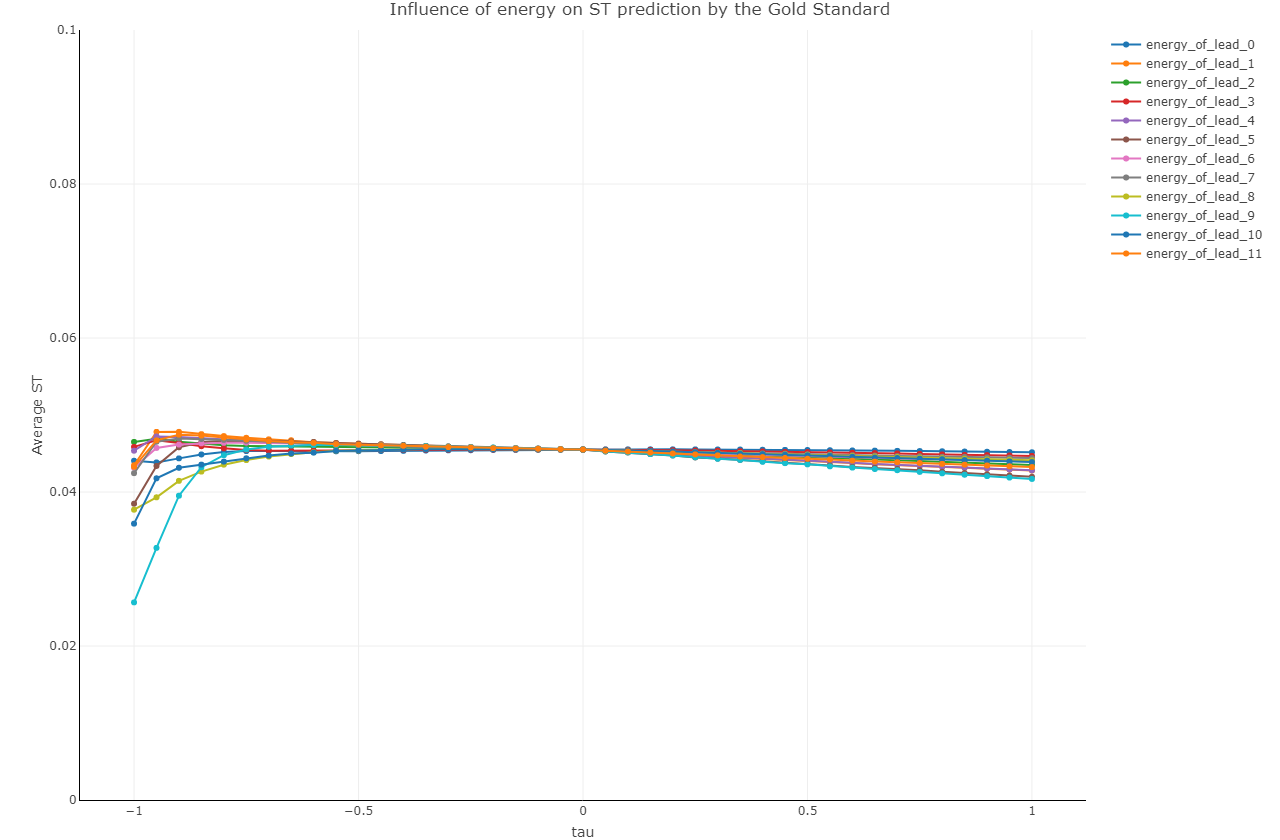 Influence of energy on ST prediction by the Gold Standard
0.1
0.08
0.06
0.04
0.02
0
Average ST
−1
−0.5
0
0.5
1
tau
energy_of_lead_0
energy_of_lead_1
energy_of_lead_2
energy_of_lead_3
energy_of_lead_4
energy_of_lead_5
energy_of_lead_6
energy_of_lead_7
energy_of_lead_8
energy_of_lead_9
energy_of_lead_10
energy_of_lead_11